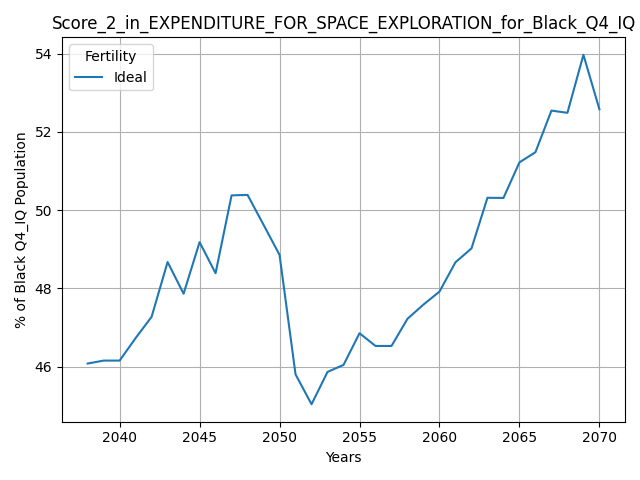 Score_2_in_EXPENDITURE_FOR_SPACE_EXPLORATION_for_Black_Q4_IQ
Fertility
Ideal
% of Black Q4_IQ Population
54
52
50
48
46
2040 2045 2050 2055 2060 2065 2070
Years